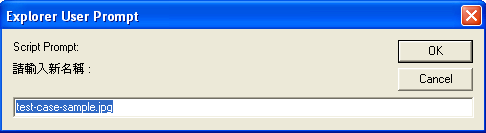 Explorer User Prompt
Script Prompt:
請輸入新名稱 :
OK
Cancel
test-case-sample.jpg